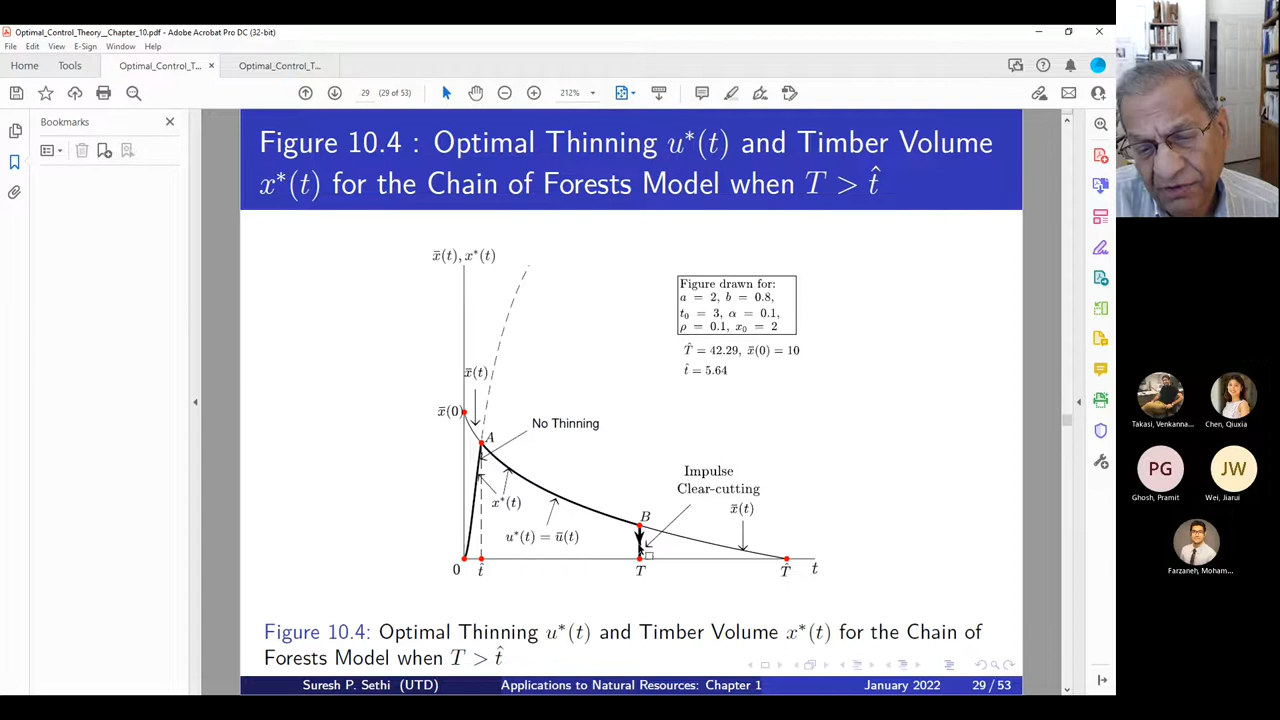 Optimal_Control_Theory__Chapter_10.pdf - Adobe Acrobat Pro DC (32-bit)
File Edit View E-Sign Window Help
Home Tools Optimal_Control_T... × Optimal_Control_T...
29 (29 of 53) 212%
Bookmarks
Figure 10.4 : Optimal Thinning u*(t) and Timber Volume
x*(t) for the Chain of Forests Model when T > t̂
x̄(t), x*(t)
Figure drawn for:
a = 2, b = 0.8,
t₀ = 3, α = 0.1,
ρ = 0.1, x₀ = 2
T̂ = 42.29, x̄(0) = 10
t̂ = 5.64
x̄(t)
x̄(0)
A
No Thinning
Impulse
Clear-cutting
x*(t)
x̄(t)
B
u*(t) = ū(t)
0 t̂ T T̂ t
Figure 10.4: Optimal Thinning u*(t) and Timber Volume x*(t) for the Chain of
Forests Model when T > t̂
Suresh P. Sethi (UTD) Applications to Natural Resources: Chapter 1 January 2022 29 / 53
Takasi, Venkanna...
Chen, Qiuxia
PG
JW
Ghosh, Pramit
Wei, Jiarui
Farzaneh, Moham...